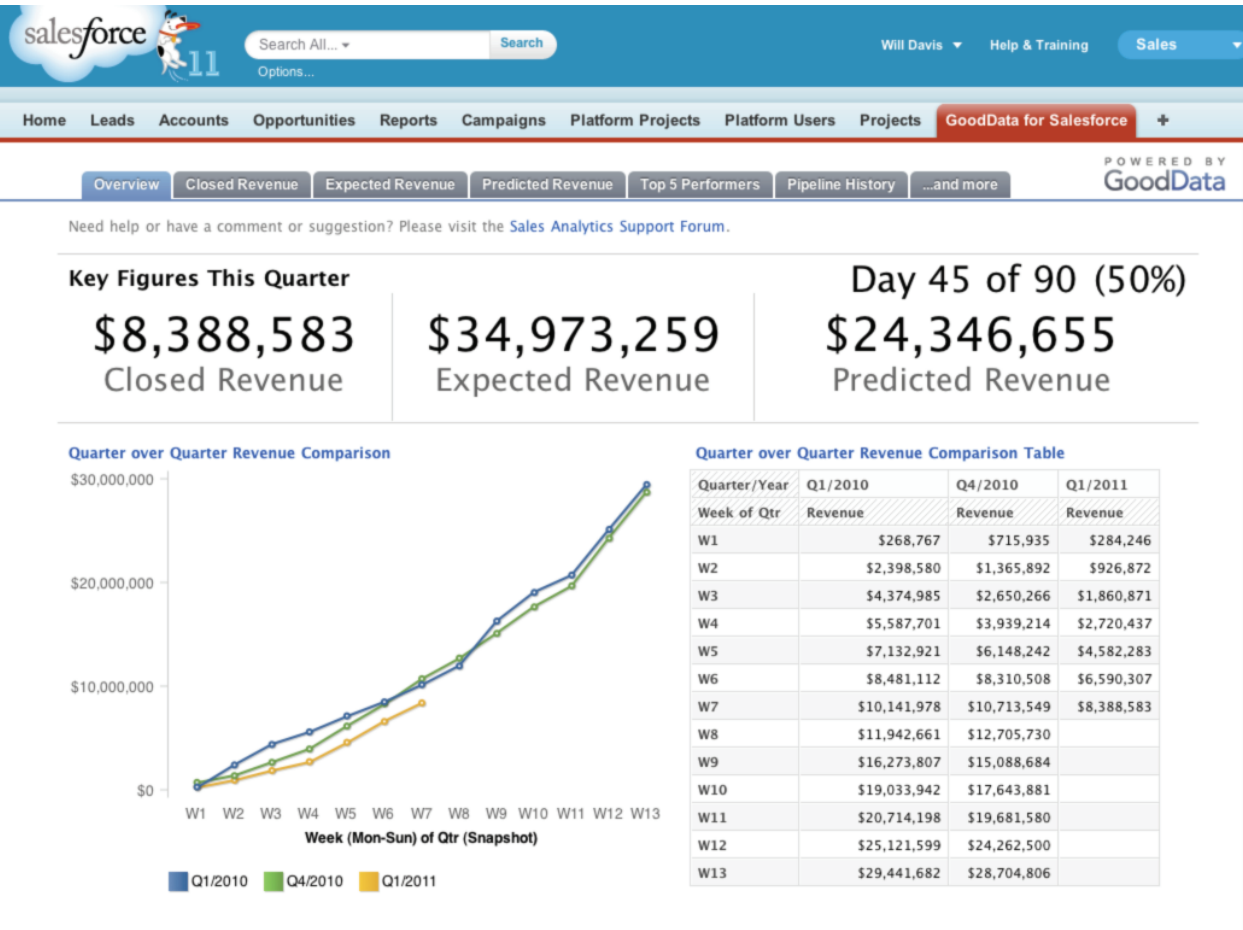 salesforce 11
Search All... Search Will Davis Help & Training Sales
Options...
Home Leads Accounts Opportunities Reports Campaigns Platform Projects Platform Users Projects GoodData for Salesforce +
POWERED BY
GoodData
Overview Closed Revenue Expected Revenue Predicted Revenue Top 5 Performers Pipeline History ...and more
Need help or have a comment or suggestion? Please visit the Sales Analytics Support Forum.
Key Figures This Quarter Day 45 of 90 (50%)
$8,388,583 $34,973,259 $24,346,655
Closed Revenue Expected Revenue Predicted Revenue
Quarter over Quarter Revenue Comparison
$30,000,000
$20,000,000
$10,000,000
$0
W1 W2 W3 W4 W5 W6 W7 W8 W9 W10 W11 W12 W13
Week (Mon-Sun) of Qtr (Snapshot)
Q1/2010 Q4/2010 Q1/2011
Quarter over Quarter Revenue Comparison Table
Quarter/Year Q1/2010 Q4/2010 Q1/2011
Week of Qtr Revenue Revenue Revenue
W1 $268,767 $715,935 $284,246
W2 $2,398,580 $1,365,892 $926,872
W3 $4,374,985 $2,650,266 $1,860,871
W4 $5,587,701 $3,939,214 $2,720,437
W5 $7,132,921 $6,148,242 $4,582,283
W6 $8,481,112 $8,310,508 $6,590,307
W7 $10,141,978 $10,713,549 $8,388,583
W8 $11,942,661 $12,705,730
W9 $16,273,807 $15,088,684
W10 $19,033,942 $17,643,881
W11 $20,714,198 $19,681,580
W12 $25,121,599 $24,262,500
W13 $29,441,682 $28,704,806